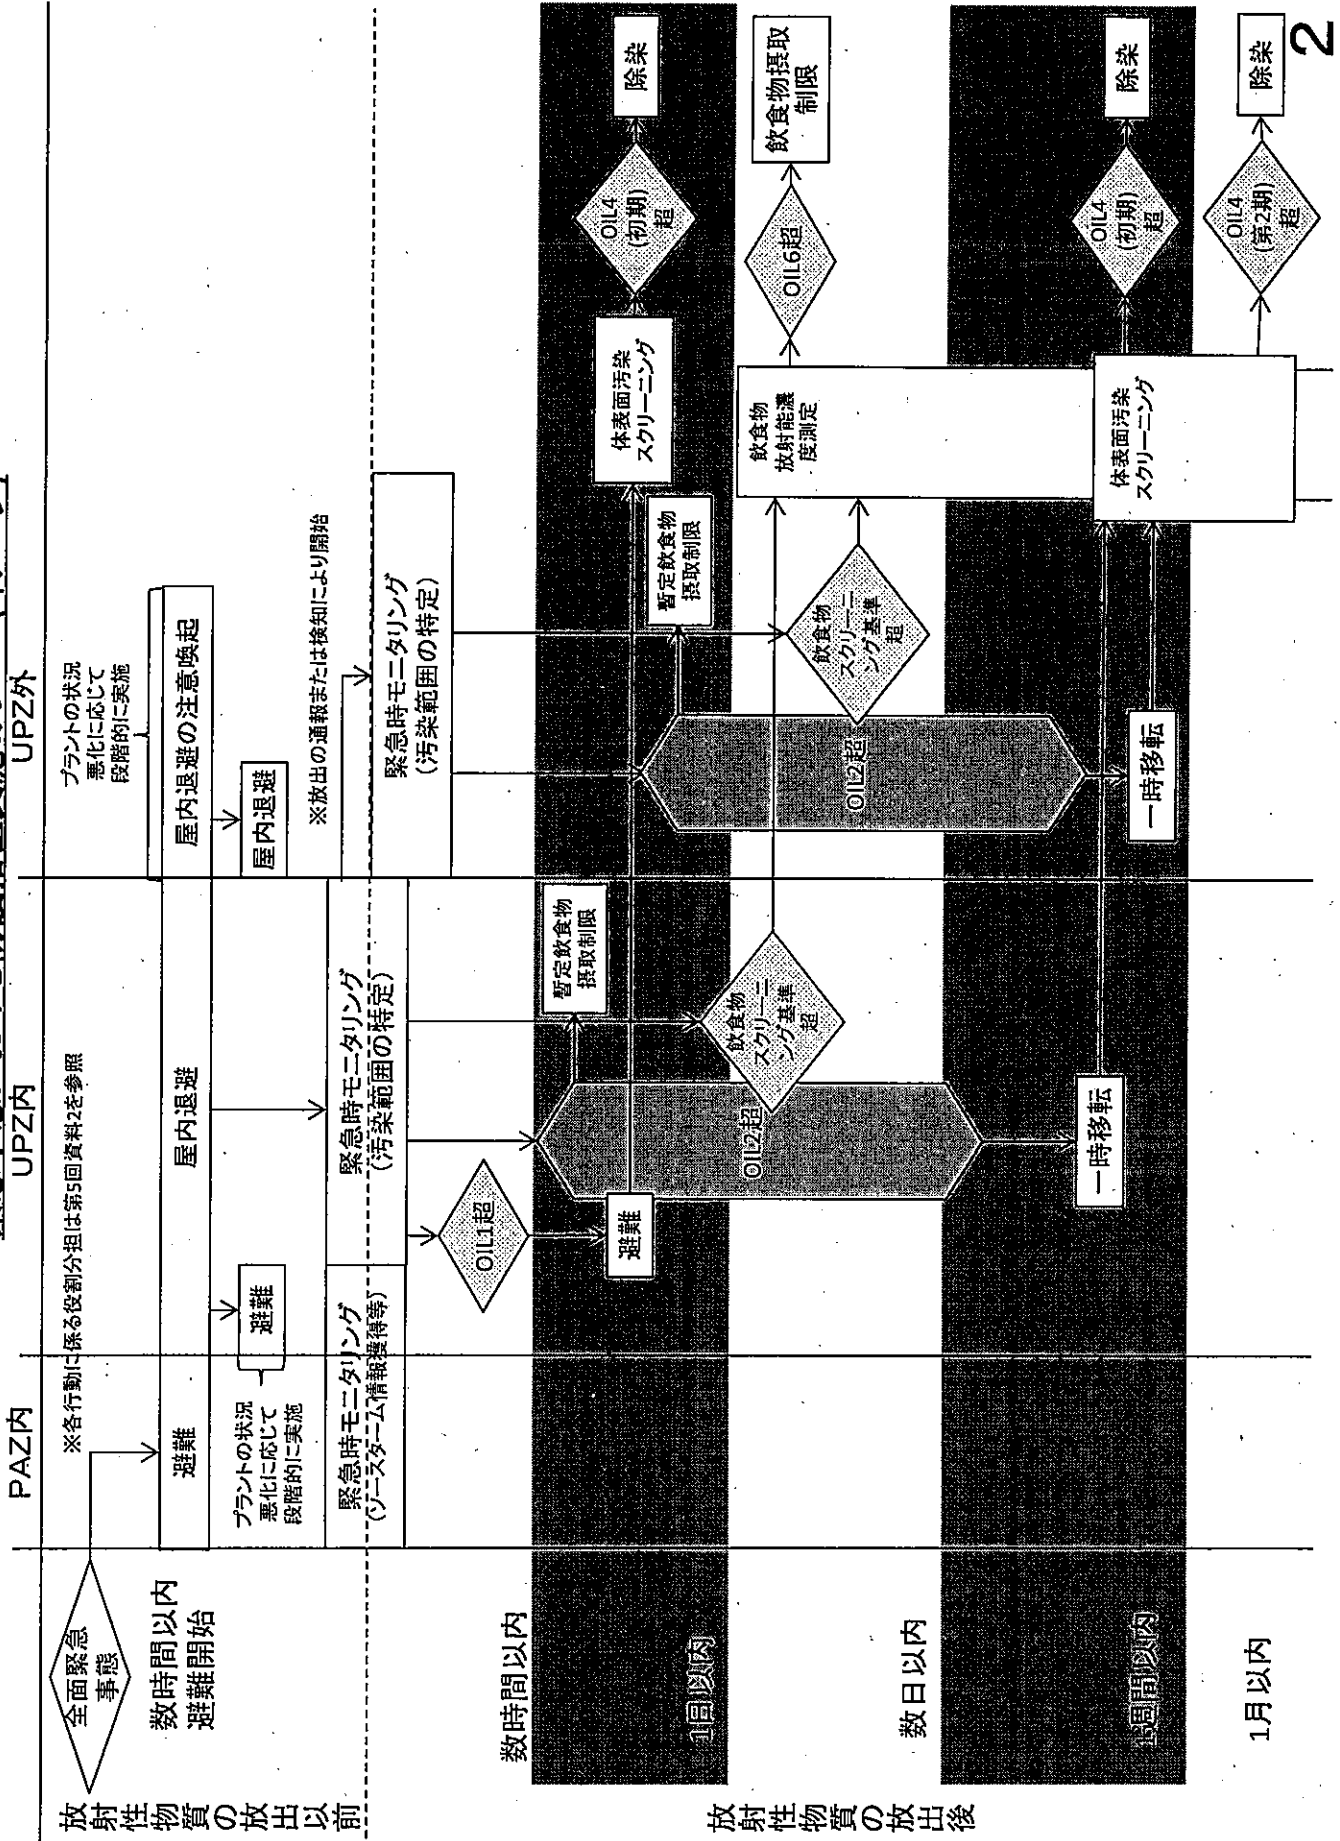 PAZ内
UPZ内
UPZ外
放射性物質の放出以前
全面緊急
事態
数時間以内
避難開始
※各行動に係る役割分担は第5回資料2を参照
避難
屋内退避
屋内退避の注意喚起
プラントの状況
悪化に応じて
段階的に実施
プラントの状況
悪化に応じて
段階的に実施
避難
屋内退避
※放出の通報または検知により開始
緊急時モニタリング
(ソースターム情報獲得等)
緊急時モニタリング
(汚染範囲の特定)
緊急時モニタリング
(汚染範囲の特定)
放射性物質の放出後
数時間以内
OIL1超
1日以内
避難
暫定飲食物
摂取制限
暫定飲食物
摂取制限
体表面汚染
スクリーニング
OIL4
(初期)
超
除染
数日以内
OIL2超
飲食物
スクリーニ
ング基準
超
OIL2超
飲食物
スクリーニ
ング基準
超
飲食物
放射能濃
度測定
OIL6超
飲食物摂取
制限
1週間以内
一時移転
一時移転
体表面汚染
スクリーニング
OIL4
(初期)
超
除染
1月以内
OIL4
(第2期)
超
除染
2